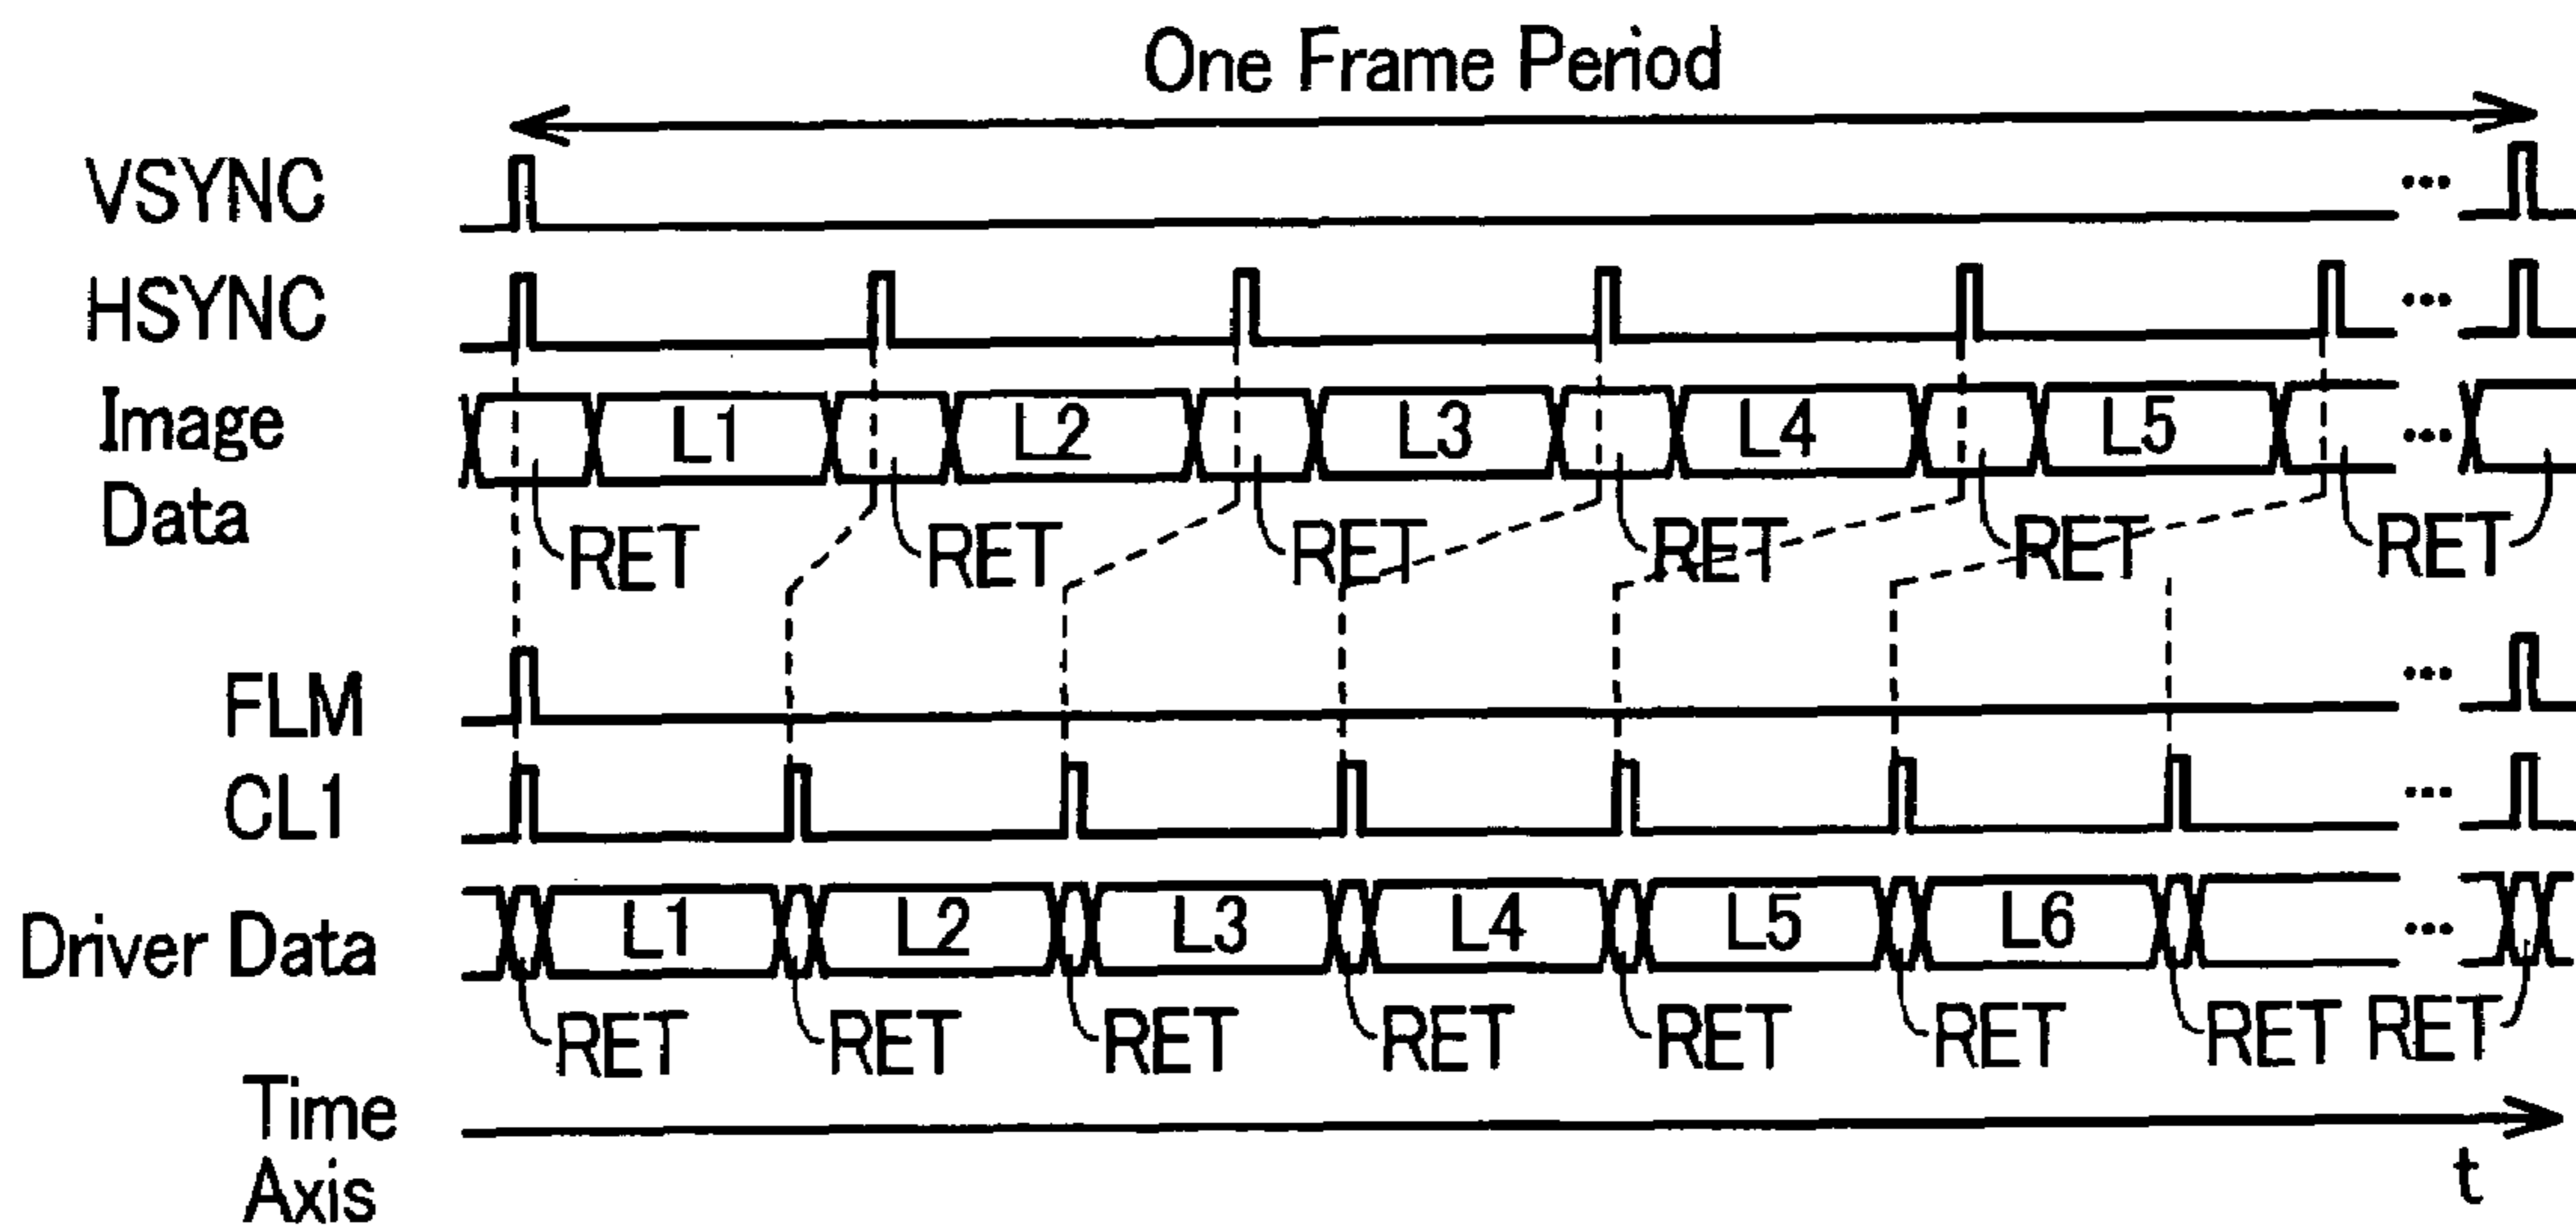 One Frame Period
VSYNC ...
HSYNC ...
Image
Data
L1 L2 L3 L4 L5 ...
RET RET RET RET RET RET
FLM ...
CL1 ...
Driver Data L1 L2 L3 L4 L5 L6 ...
RET RET RET RET RET RET RET RET
Time
Axis
t